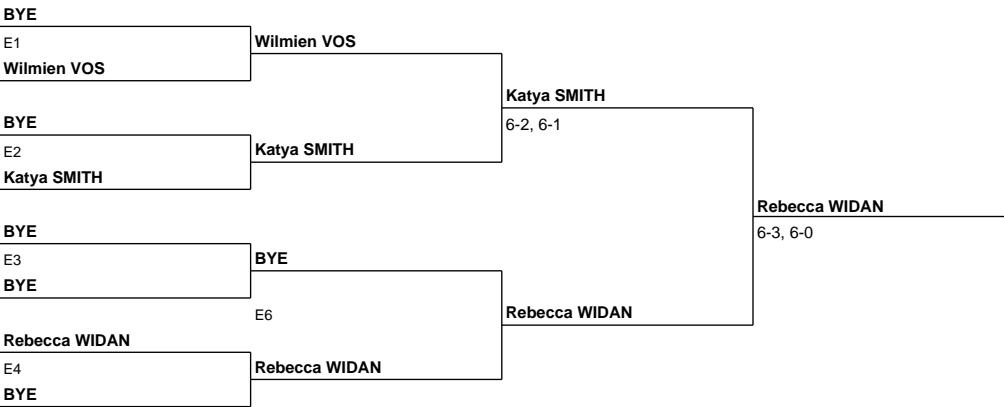 BYE
E1
Wilmien VOS
Wilmien VOS
BYE
E2
Katya SMITH
Katya SMITH
Katya SMITH
6-2, 6-1
BYE
E3
BYE
BYE
E6
Rebecca WIDAN
E4
BYE
Rebecca WIDAN
Rebecca WIDAN
Rebecca WIDAN
6-3, 6-0